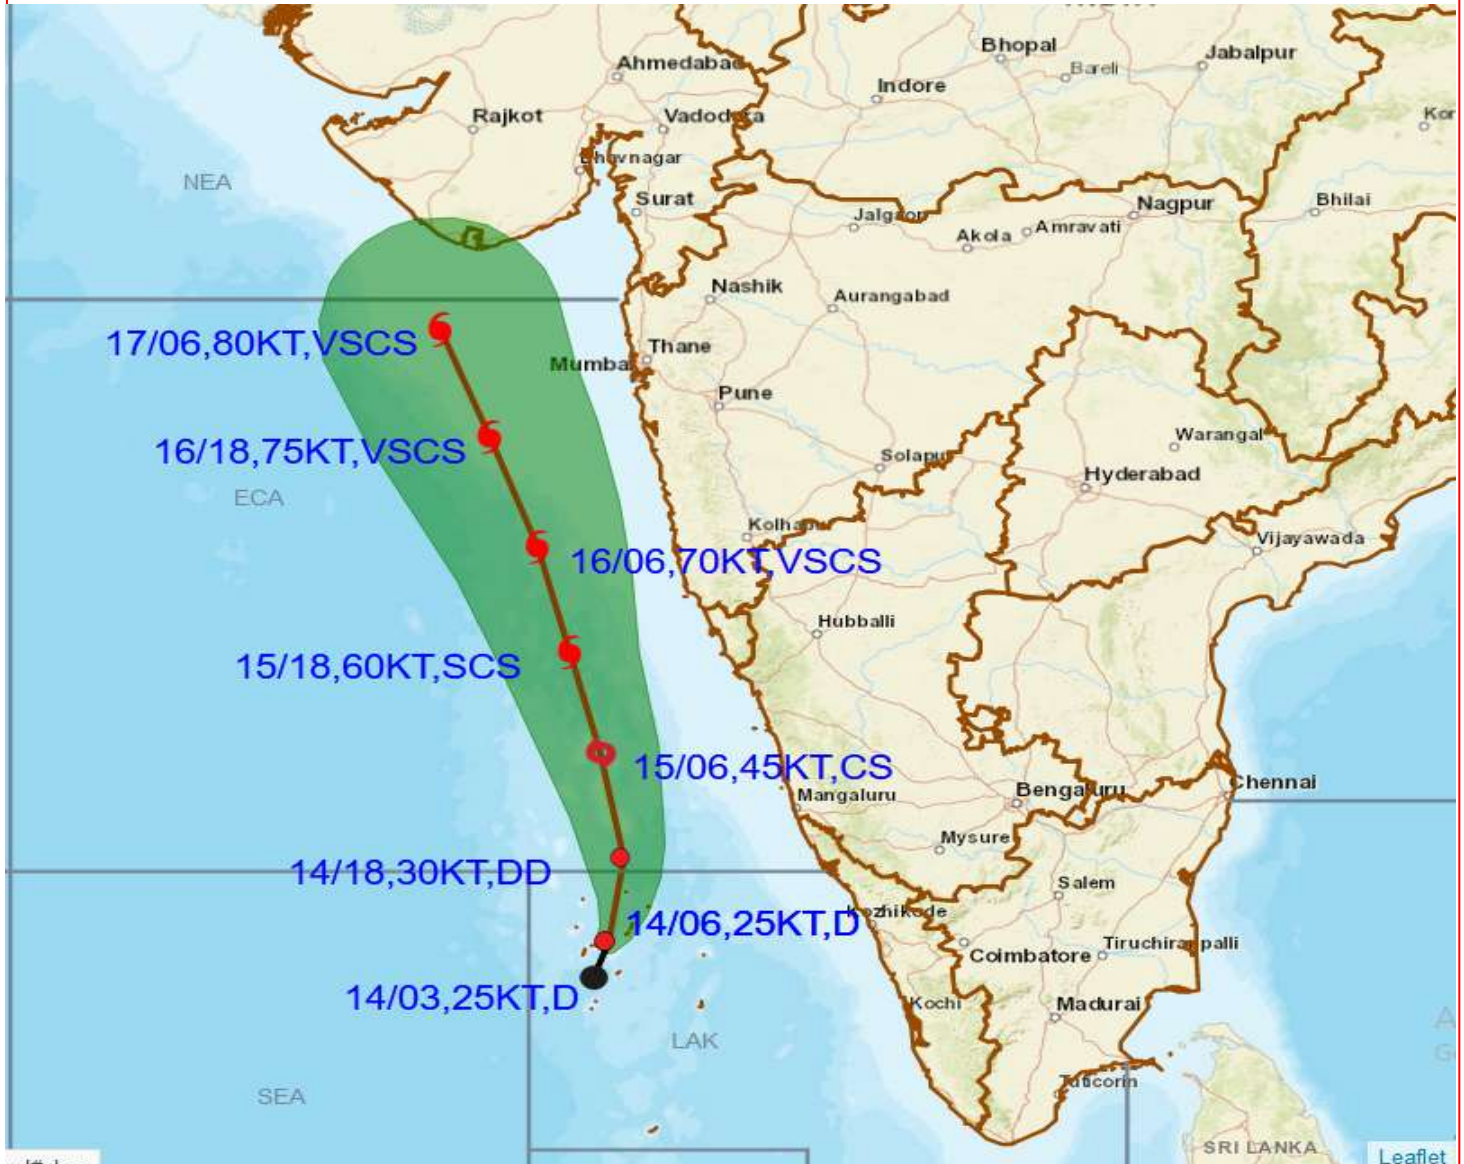 Bhopal
Jabalpur
Ahmedabad
Bareli
Indore
Rajkot
Vadodara
Kor
Bhavnagar
NEA
Surat
Nagpur
Bhilai
Jalgaon
Amravati
Akola
Nashik
Aurangabad
17/06,80KT,VSCS
Thane
Mumbai
Pune
Warangal
16/18,75KT,VSCS
Solapur
Hyderabad
ECA
Kolhapur
Vijayawada
16/06,70KT,VSCS
Hubballi
15/18,60KT,SCS
15/06,45KT,CS
Chennai
Mangaluru
Bengaluru
Mysuru
14/18,30KT,DD
Salem
Kozhikode
14/06,25KT,D
Tiruchirappalli
Coimbatore
14/03,25KT,D
Kochi
Madurai
LAK
Tuticorin
SEA
SRI LANKA
Leaflet